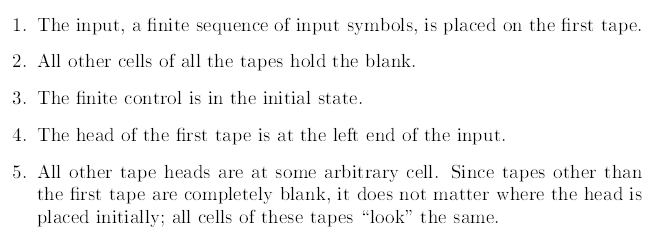 1. The input, a finite sequence of input symbols, is placed on the first tape.
2. All other cells of all the tapes hold the blank.
3. The finite control is in the initial state.
4. The head of the first tape is at the left end of the input.
5. All other tape heads are at some arbitrary cell. Since tapes other than
the first tape are completely blank, it does not matter where the head is
placed initially; all cells of these tapes “look” the same.